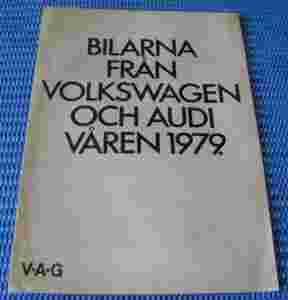 BILARNA
FRÅN
VOLKSWAGEN
OCH AUDI
VÅREN 1979.
V·A·G